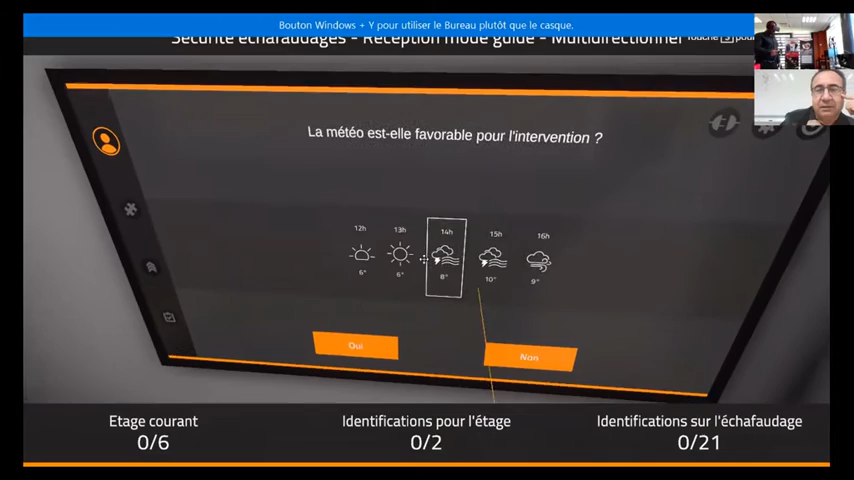 Bouton Windows + Y pour utiliser le Bureau plutôt que le casque.
Sécurité échafaudages - Réception mode guidé - Multidirectionnel
La météo est-elle favorable pour l'intervention ?
12h 13h 14h 15h 16h
6° 6° 8° 10° 9°
Oui Non
Etage courant Identifications pour l'étage Identifications sur l'échafaudage
0/6 0/2 0/21